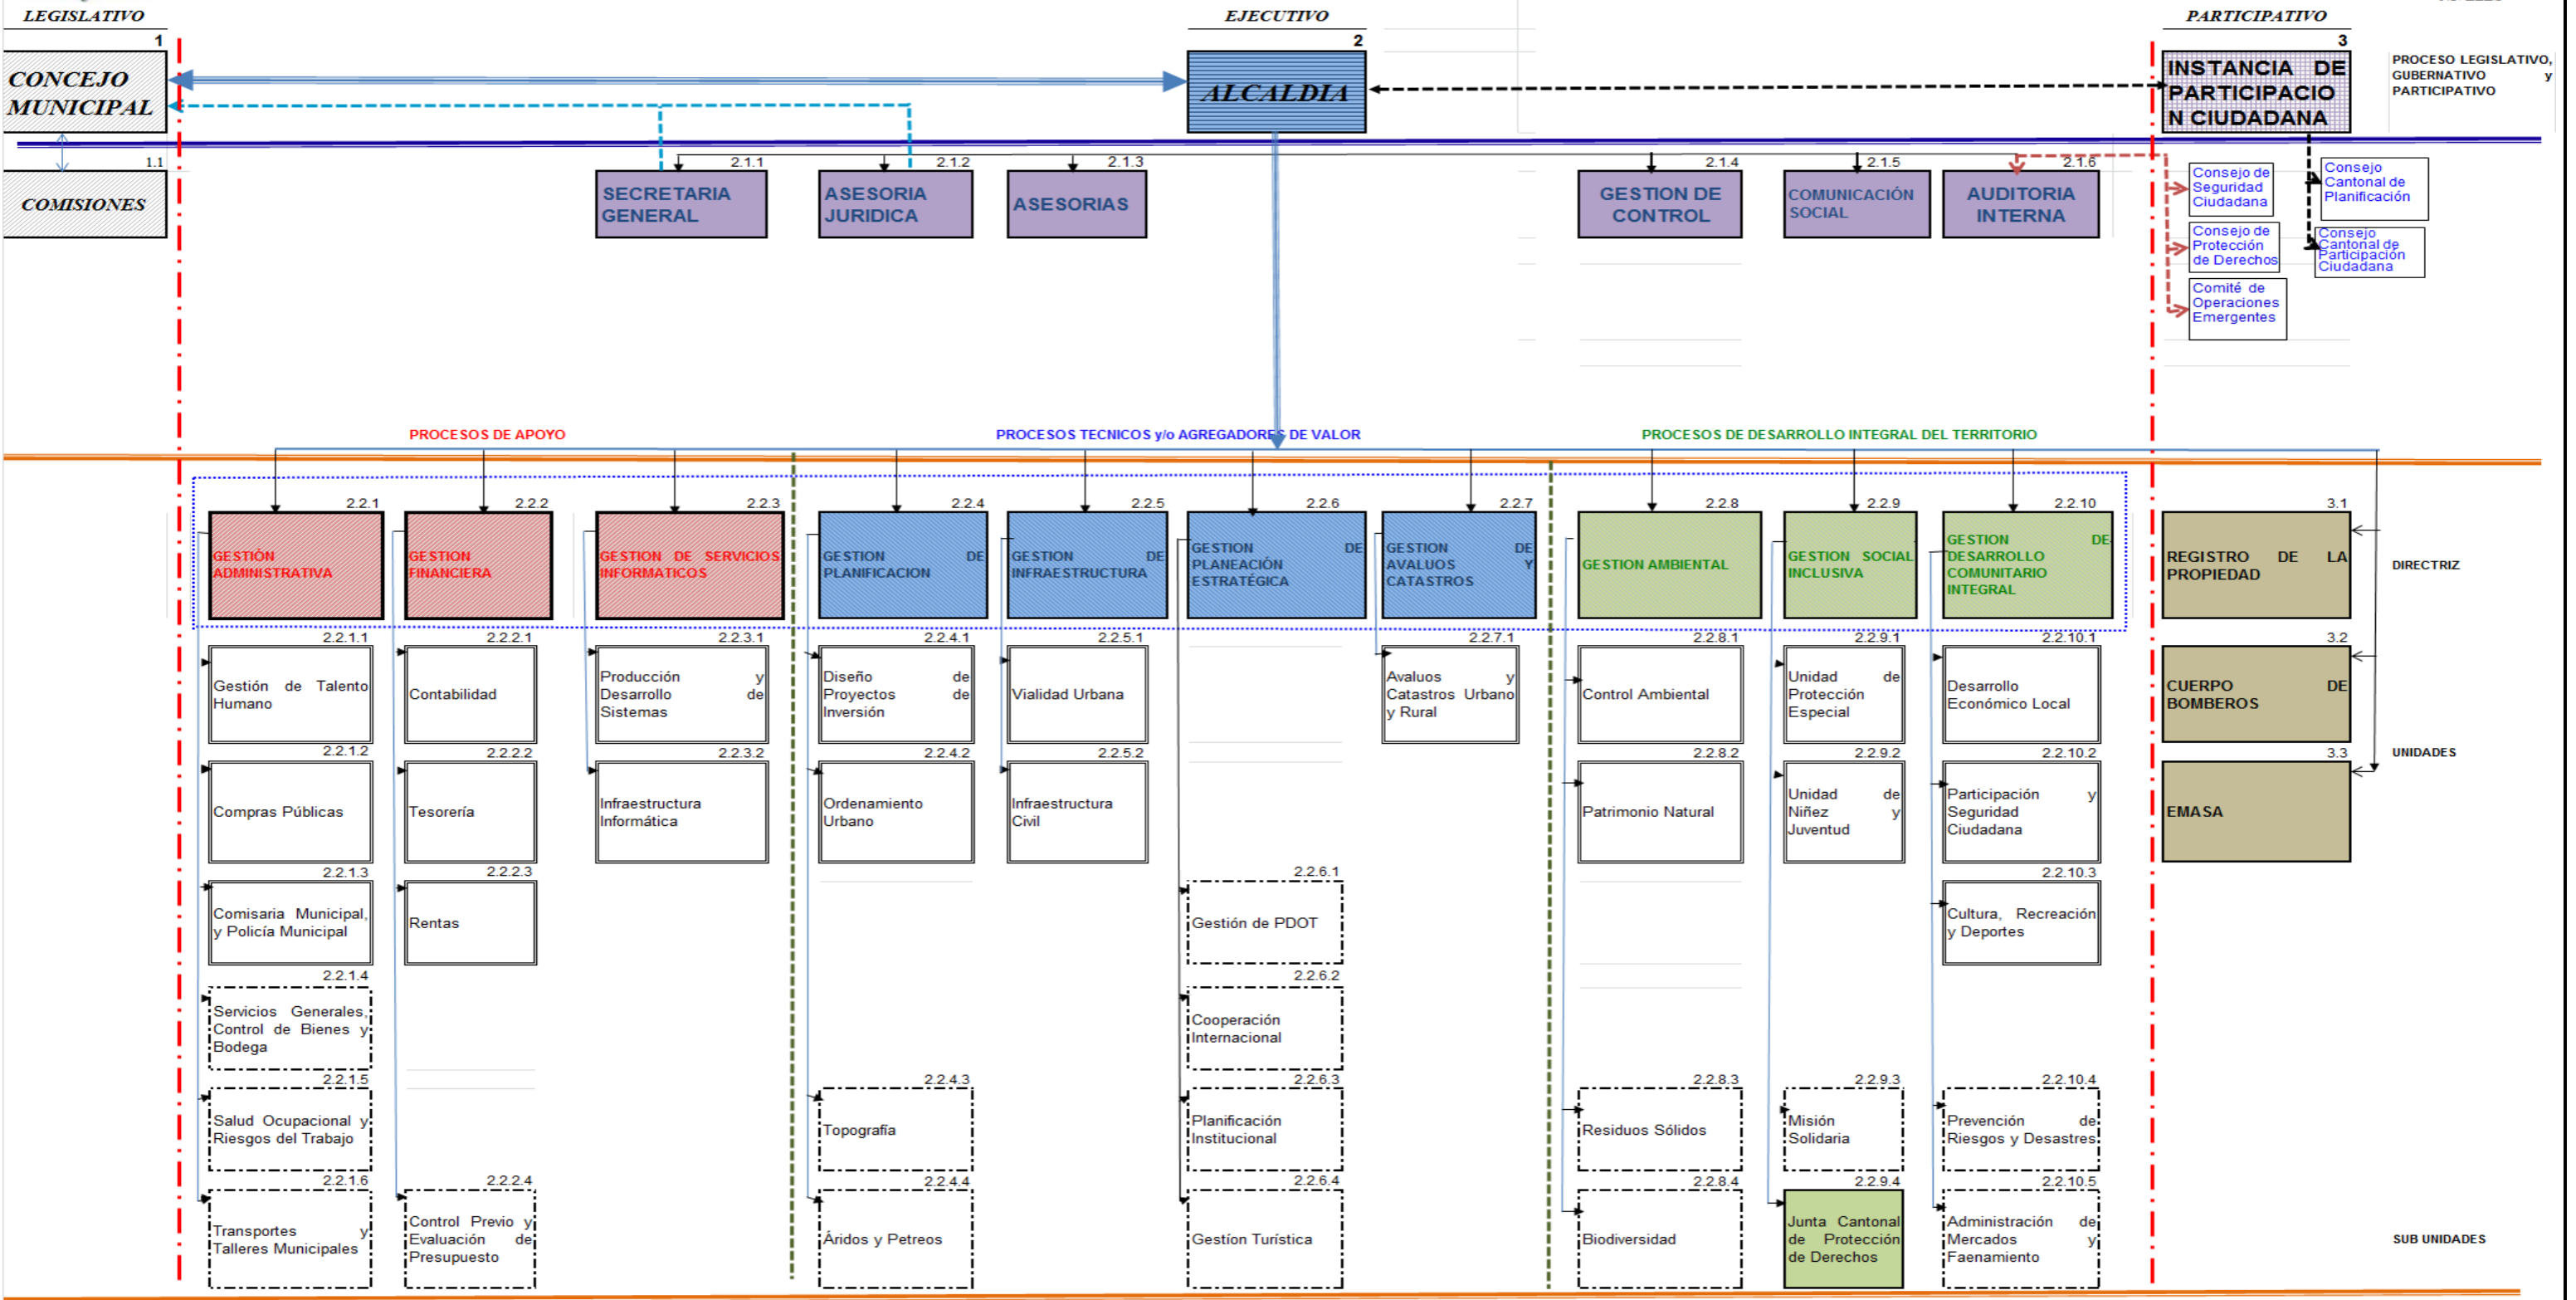 LEGISLATIVO
EJECUTIVO
PARTICIPATIVO
1
2
3
CONCEJO
MUNICIPAL
ALCALDIA
INSTANCIA DE
PARTICIPACIO
N CIUDADANA
PROCESO LEGISLATIVO,
GUBERNATIVO y
PARTICIPATIVO
1.1
COMISIONES
2.1.1
SECRETARIA
GENERAL
2.1.2
ASESORIA
JURIDICA
2.1.3
ASESORIAS
2.1.4
GESTION DE
CONTROL
2.1.5
COMUNICACIÓN
SOCIAL
2.1.6
AUDITORIA
INTERNA
Consejo de
Seguridad
Ciudadana
Consejo
Cantonal de
Planificación
Consejo de
Protección
de Derechos
Consejo
Cantonal de
Participación
Ciudadana
Comité de
Operaciones
Emergentes
PROCESOS DE APOYO
PROCESOS TECNICOS y/o AGREGADORES DE VALOR
PROCESOS DE DESARROLLO INTEGRAL DEL TERRITORIO
2.2.1
GESTIÓN
ADMINISTRATIVA
2.2.2
GESTION
FINANCIERA
2.2.3
GESTION DE SERVICIOS
INFORMATICOS
2.2.4
GESTION DE
PLANIFICACION
2.2.5
GESTION DE
INFRAESTRUCTURA
2.2.6
GESTION DE
PLANEACIÓN
ESTRATÉGICA
2.2.7
GESTION DE
AVALUOS Y
CATASTROS
2.2.8
GESTION AMBIENTAL
2.2.9
GESTION SOCIAL
INCLUSIVA
2.2.10
GESTION DE
DESARROLLO
COMUNITARIO
INTEGRAL
3.1
REGISTRO DE LA
PROPIEDAD
DIRECTRIZ
2.2.1.1
Gestión de Talento
Humano
2.2.2.1
Contabilidad
2.2.3.1
Producción y
Desarrollo de
Sistemas
2.2.4.1
Diseño de
Proyectos de
Inversión
2.2.5.1
Vialidad Urbana
2.2.7.1
Avaluos y
Catastros Urbano
y Rural
2.2.8.1
Control Ambiental
2.2.9.1
Unidad de
Protección
Especial
2.2.10.1
Desarrollo
Económico Local
3.2
CUERPO DE
BOMBEROS
UNIDADES
2.2.1.2
Compras Públicas
2.2.2.2
Tesorería
2.2.3.2
Infraestructura
Informática
2.2.4.2
Ordenamiento
Urbano
2.2.5.2
Infraestructura
Civil
2.2.8.2
Patrimonio Natural
2.2.9.2
Unidad de
Niñez y
Juventud
2.2.10.2
Participación y
Seguridad
Ciudadana
3.3
EMASA
2.2.1.3
Comisaria Municipal,
y Policía Municipal
2.2.2.3
Rentas
2.2.6.1
Gestión de PDOT
2.2.10.3
Cultura, Recreación
y Deportes
2.2.1.4
Servicios Generales,
Control de Bienes y
Bodega
2.2.6.2
Cooperación
Internacional
2.2.1.5
Salud Ocupacional y
Riesgos del Trabajo
2.2.4.3
Topografía
2.2.6.3
Planificación
Institucional
2.2.8.3
Residuos Sólidos
2.2.9.3
Misión
Solidaria
2.2.10.4
Prevención de
Riesgos y Desastres
2.2.1.6
Transportes y
Talleres Municipales
2.2.2.4
Control Previo y
Evaluación de
Presupuesto
2.2.4.4
Áridos y Petreos
2.2.6.4
Gestíon Turística
2.2.8.4
Biodiversidad
2.2.9.4
Junta Cantonal
de Protección
de Derechos
2.2.10.5
Administración de
Mercados y
Faenamiento
SUB UNIDADES